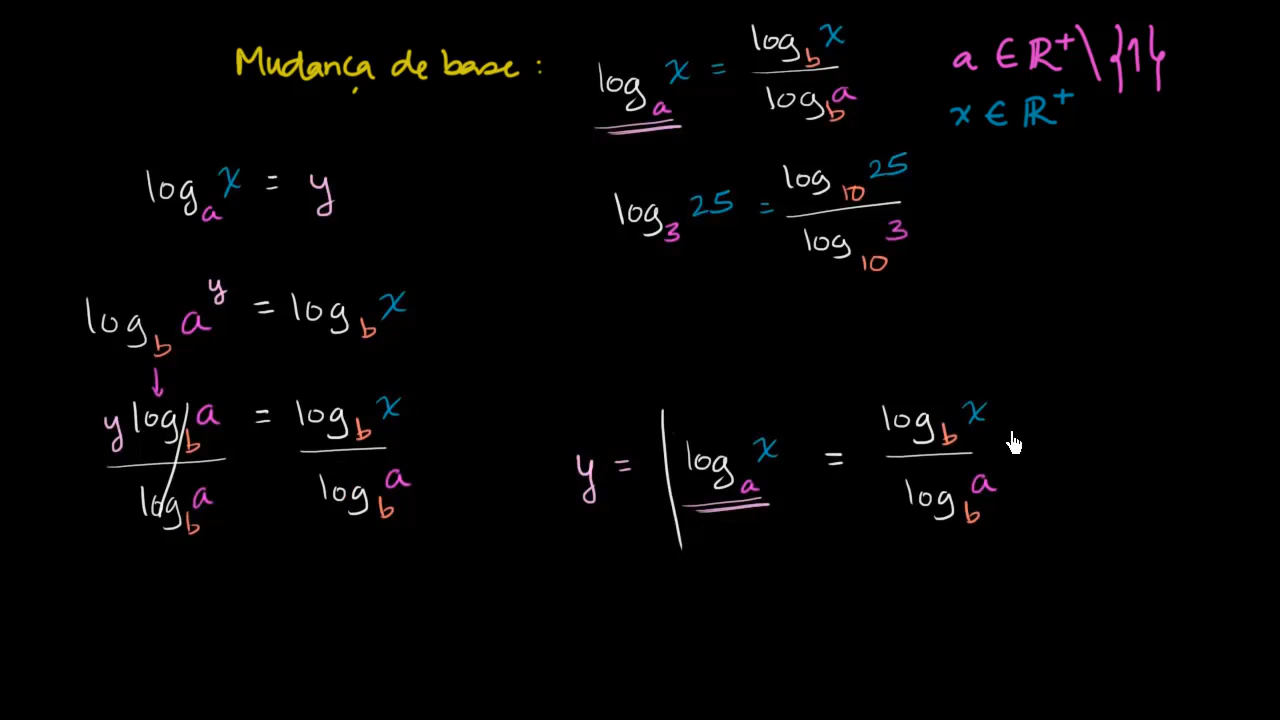 Mudança de base : log_a x = log_b x / log_b a a ∈ ℝ⁺ \ {1}
x ∈ ℝ⁺
log_a x = y log_3 25 = log_10 25 / log_10 3
log_b a^y = log_b x
y log_b a / log_b a = log_b x / log_b a y = log_a x = log_b x / log_b a